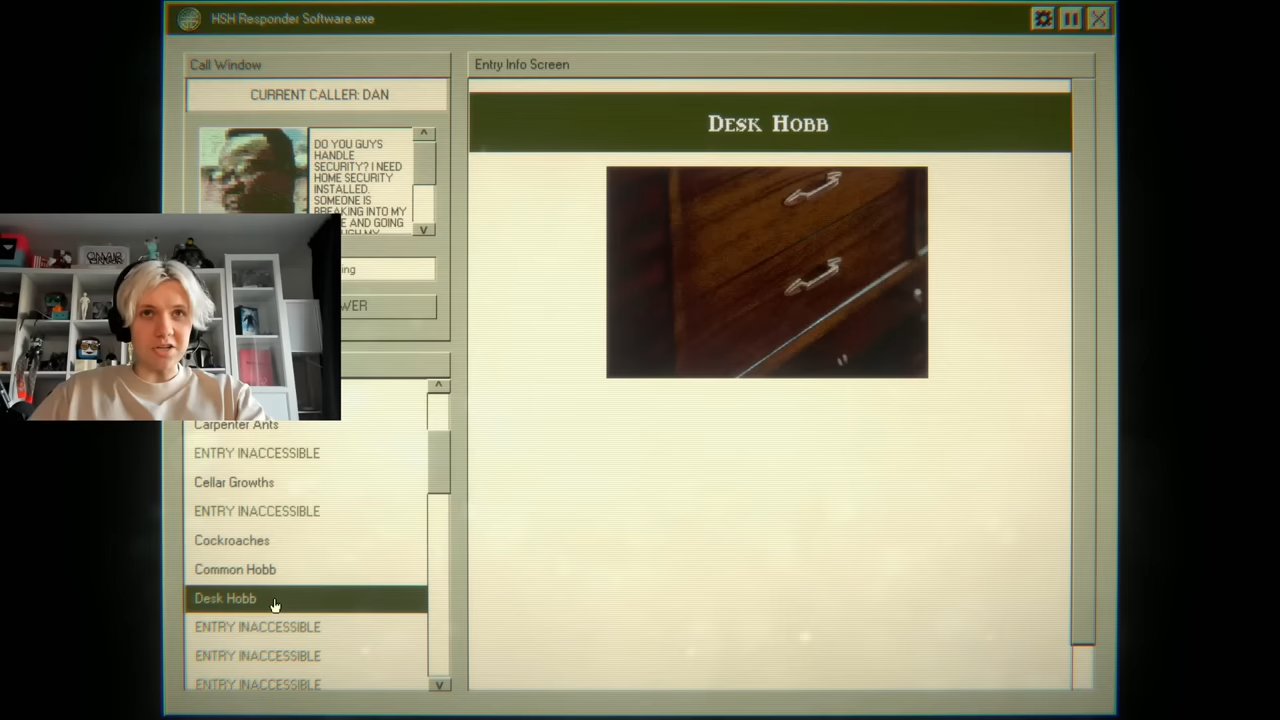 HSH Responder Software.exe
Call Window
CURRENT CALLER: DAN
DO YOU GUYS
HANDLE
SECURITY? I NEED
HOME SECURITY
INSTALLED.
SOMEONE IS
BREAKING INTO MY
AND GOING
Carpenter Ants
ENTRY INACCESSIBLE
Cellar Growths
ENTRY INACCESSIBLE
Cockroaches
Common Hobb
Desk Hobb
ENTRY INACCESSIBLE
ENTRY INACCESSIBLE
ENTRY INACCESSIBLE
Entry Info Screen
Desk Hobb